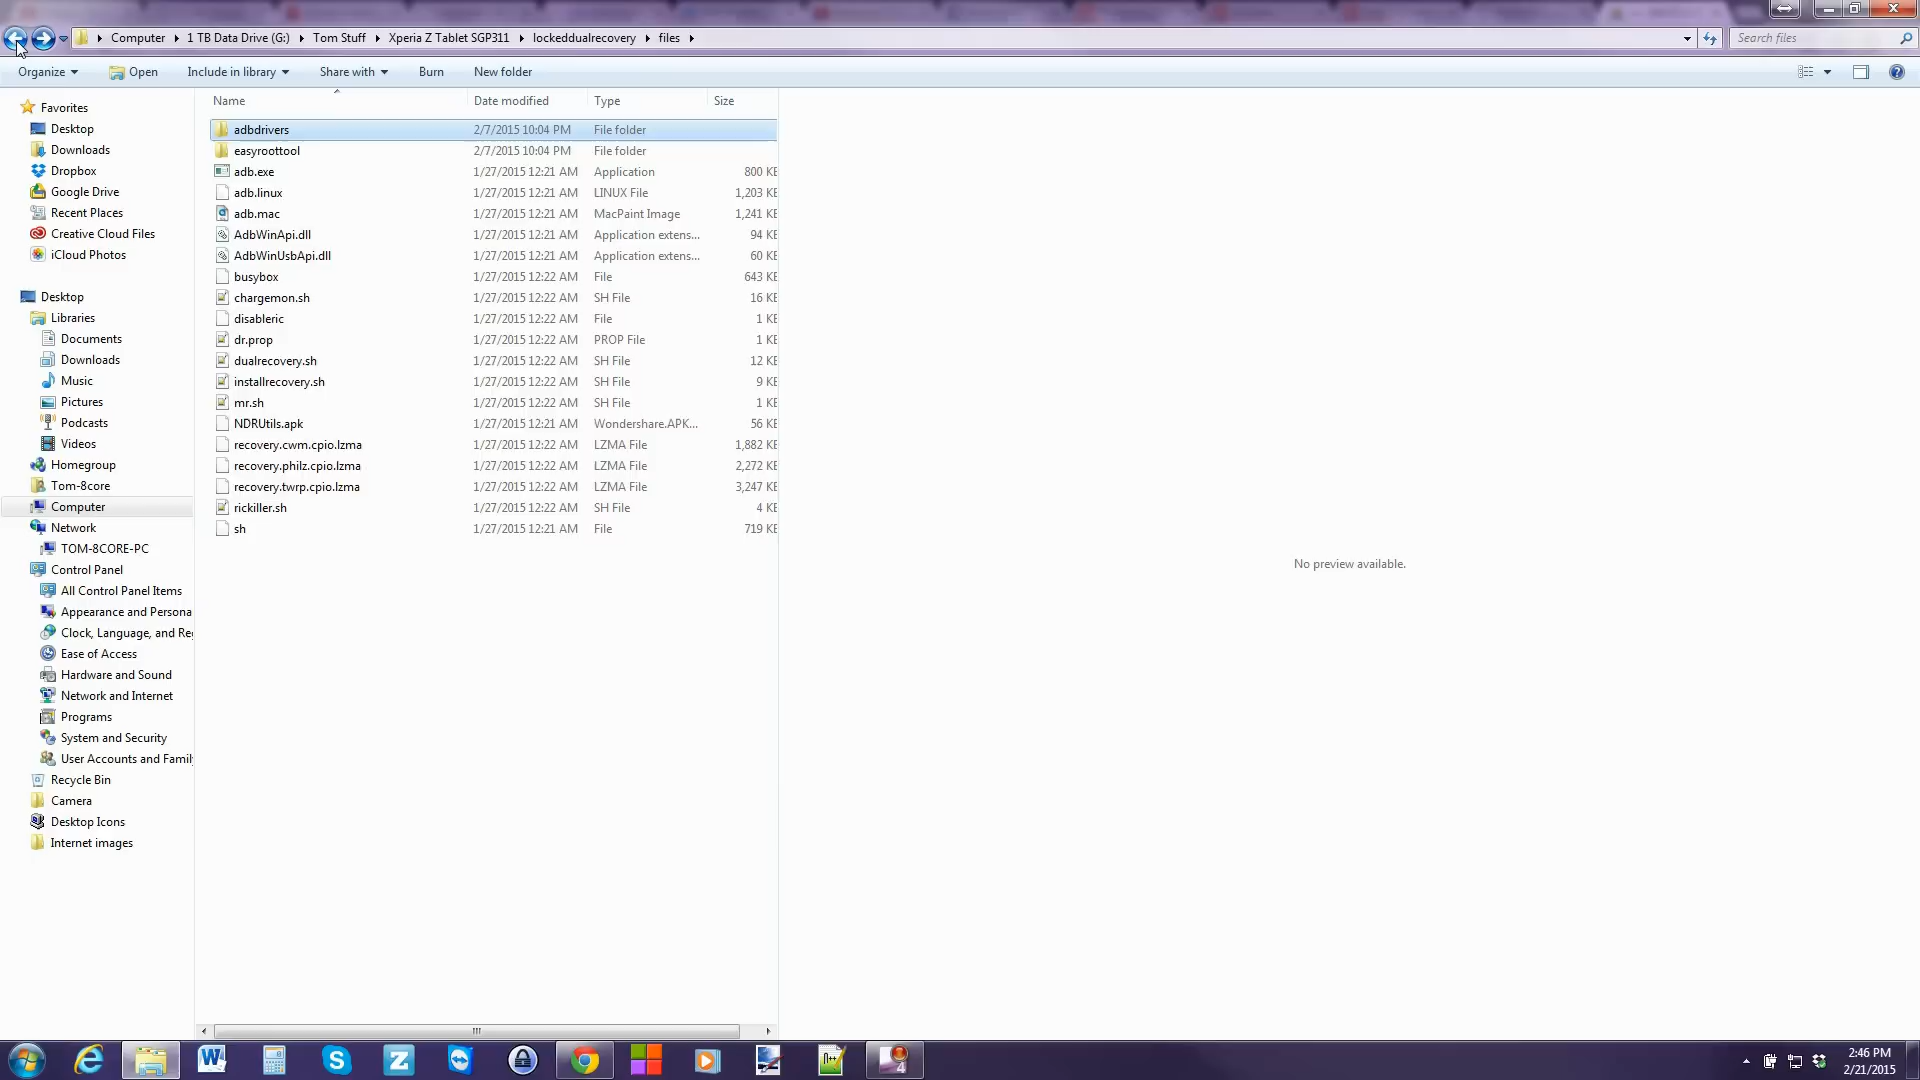 Computer 1 TB Data Drive (G:) Tom Stuff Xperia Z Tablet SGP311 lockeddualrecovery files Search files
Organize Open Include in library Share with Burn New folder
Favorites
Desktop
Downloads
Dropbox
Google Drive
Recent Places
Creative Cloud Files
iCloud Photos
Desktop
Libraries
Documents
Downloads
Music
Pictures
Podcasts
Videos
Homegroup
Tom-8core
Computer
Network
TOM-8CORE-PC
Control Panel
All Control Panel Items
Appearance and Persona
Clock, Language, and Re
Ease of Access
Hardware and Sound
Network and Internet
Programs
System and Security
User Accounts and Famil
Recycle Bin
Camera
Desktop Icons
Internet images
Name Date modified Type Size
adbdrivers 2/7/2015 10:04 PM File folder
easyroottool 2/7/2015 10:04 PM File folder
adb.exe 1/27/2015 12:21 AM Application 800 KB
adb.linux 1/27/2015 12:21 AM LINUX File 1,203 KB
adb.mac 1/27/2015 12:21 AM MacPaint Image 1,241 KB
AdbWinApi.dll 1/27/2015 12:21 AM Application extens... 94 KB
AdbWinUsbApi.dll 1/27/2015 12:21 AM Application extens... 60 KB
busybox 1/27/2015 12:22 AM File 643 KB
chargemon.sh 1/27/2015 12:22 AM SH File 16 KB
disableric 1/27/2015 12:22 AM File 1 KB
dr.prop 1/27/2015 12:22 AM PROP File 1 KB
dualrecovery.sh 1/27/2015 12:22 AM SH File 12 KB
installrecovery.sh 1/27/2015 12:22 AM SH File 9 KB
mr.sh 1/27/2015 12:22 AM SH File 1 KB
NDRUtils.apk 1/27/2015 12:21 AM Wondershare.APK... 56 KB
recovery.cwm.cpio.lzma 1/27/2015 12:22 AM LZMA File 1,882 KB
recovery.philz.cpio.lzma 1/27/2015 12:22 AM LZMA File 2,272 KB
recovery.twrp.cpio.lzma 1/27/2015 12:22 AM LZMA File 3,247 KB
rickiller.sh 1/27/2015 12:22 AM SH File 4 KB
sh 1/27/2015 12:21 AM File 719 KB
No preview available.
2:46 PM
2/21/2015